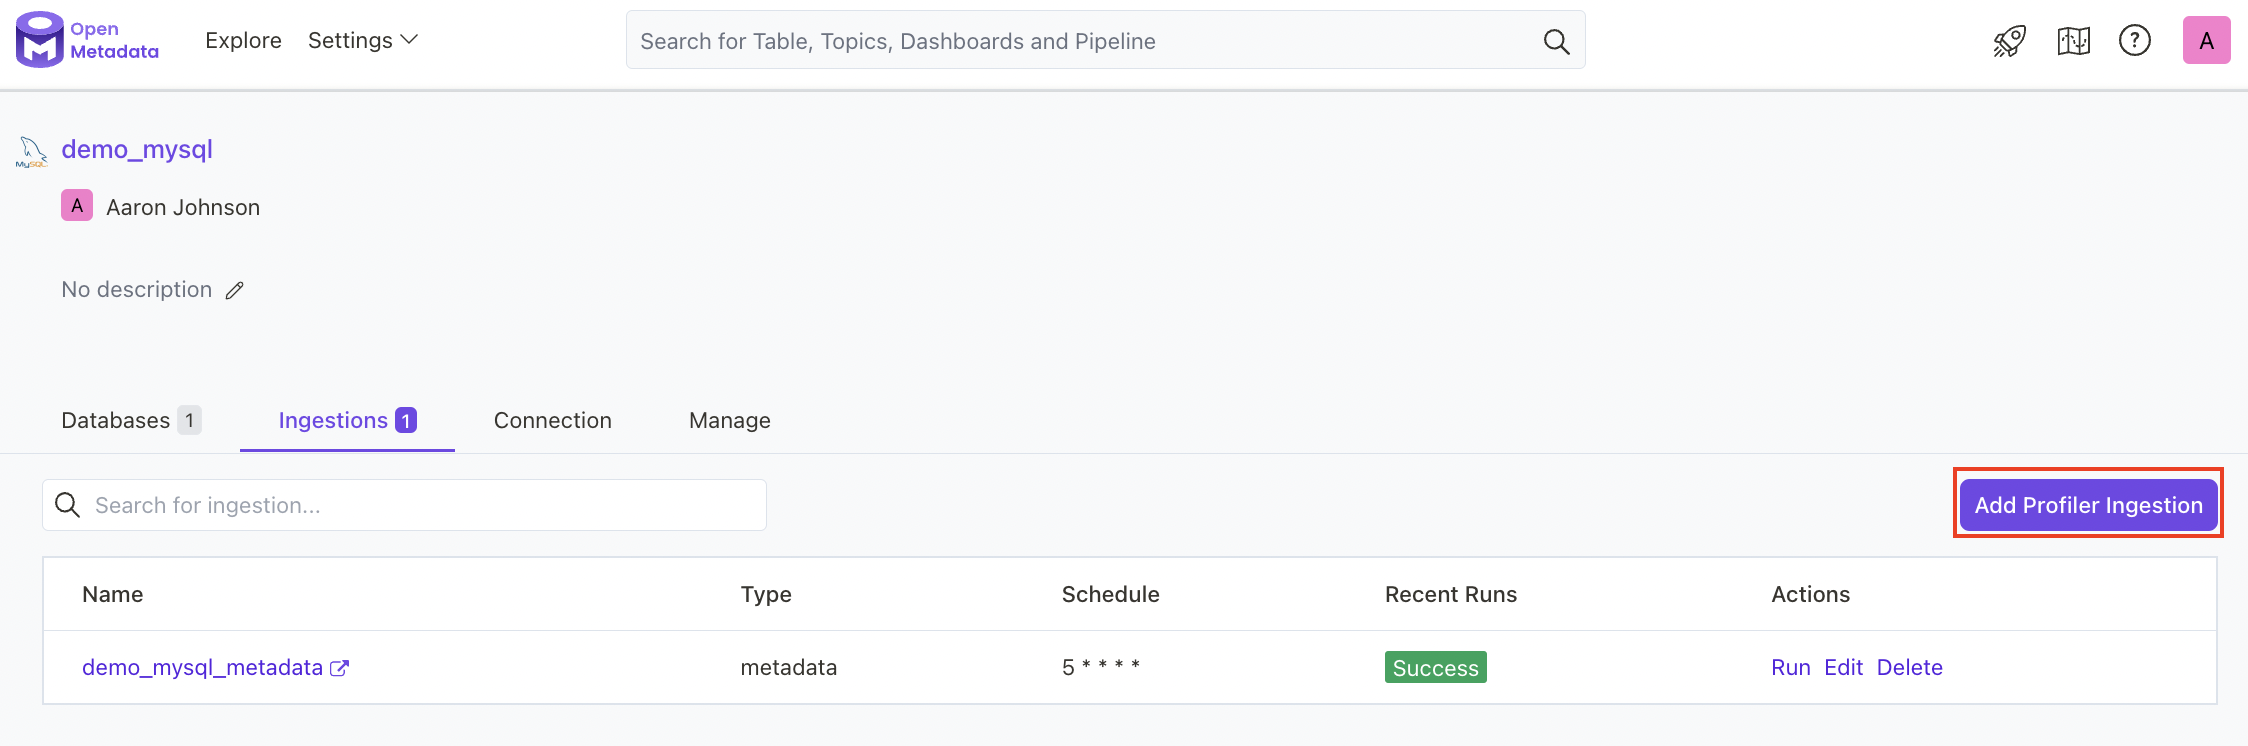 Open
Metadata
Explore Settings
Search for Table, Topics, Dashboards and Pipeline
?
A
MySQL
demo_mysql
A Aaron Johnson
No description
Databases 1 Ingestions 1 Connection Manage
Search for ingestion...
Add Profiler Ingestion
Name Type Schedule Recent Runs Actions
demo_mysql_metadata metadata 5 * * * * Success Run Edit Delete